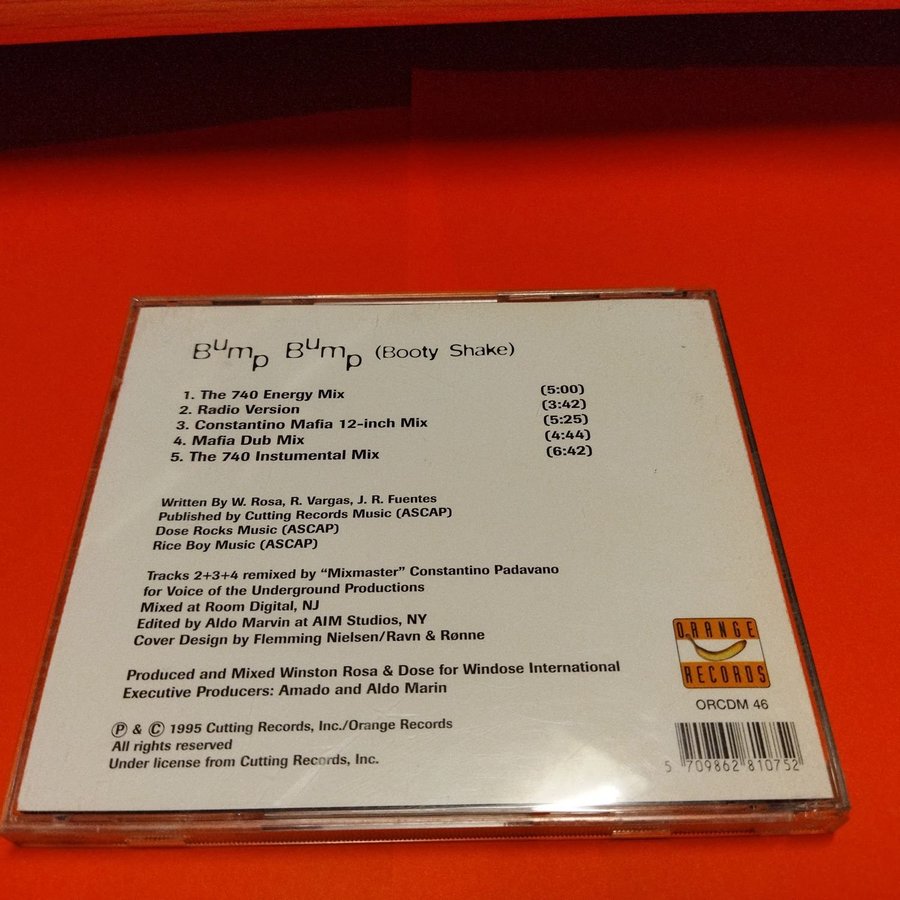 Bump Bump (Booty Shake)
1. The 740 Energy Mix (5:00)
2. Radio Version (3:42)
3. Constantino Mafia 12-inch Mix (5:25)
4. Mafia Dub Mix (4:44)
5. The 740 Instumental Mix (6:42)
Written By W. Rosa, R. Vargas, J. R. Fuentes
Published by Cutting Records Music (ASCAP)
Dose Rocks Music (ASCAP)
Rice Boy Music (ASCAP)
Tracks 2+3+4 remixed by "Mixmaster" Constantino Padavano
for Voice of the Underground Productions
Mixed at Room Digital, NJ
Edited by Aldo Marvin at AIM Studios, NY
Cover Design by Flemming Nielsen/Ravn & Rønne
Produced and Mixed Winston Rosa & Dose for Windose International
Executive Producers: Amado and Aldo Marin
Ⓟ & © 1995 Cutting Records, Inc./Orange Records
All rights reserved
Under license from Cutting Records, Inc.
ORANGE
RECORDS
ORCDM 46
5 709862 810752